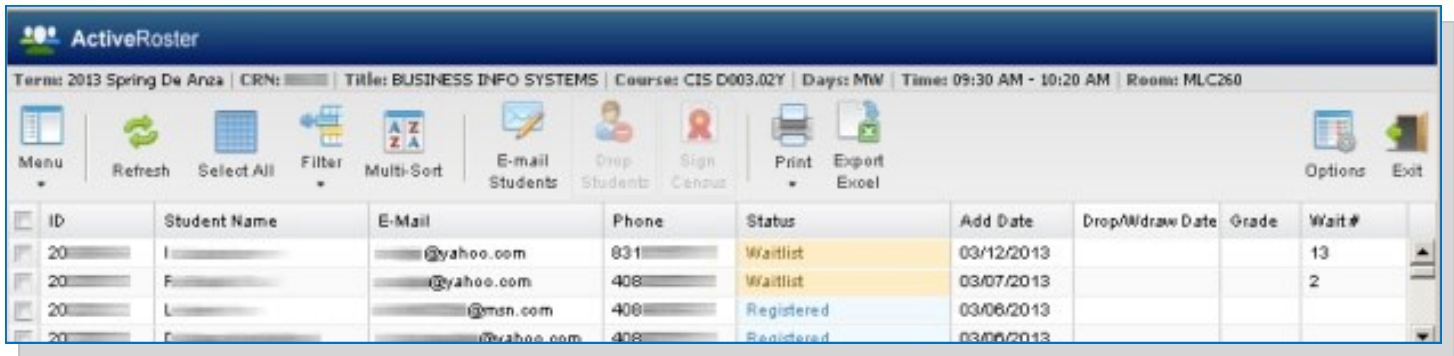 ActiveRoster
Term: 2013 Spring De Anza | CRN: | Title: BUSINESS INFO SYSTEMS | Course: CIS D003.02Y | Days: MW | Time: 09:30 AM - 10:20 AM | Room: MLC260
Menu Refresh Select All Filter Multi-Sort E-mail Students Drop Students Sign Census Print Export Excel Options Exit
ID Student Name E-Mail Phone Status Add Date Drop/Wdraw Date Grade Wait #
20 @yahoo.com 831 Waitlist 03/12/2013 13
20 F @yahoo.com 408 Waitlist 03/07/2013 2
20 L @msn.com 408 Registered 03/06/2013
20 @yahoo.com 408 Registered 03/06/2013